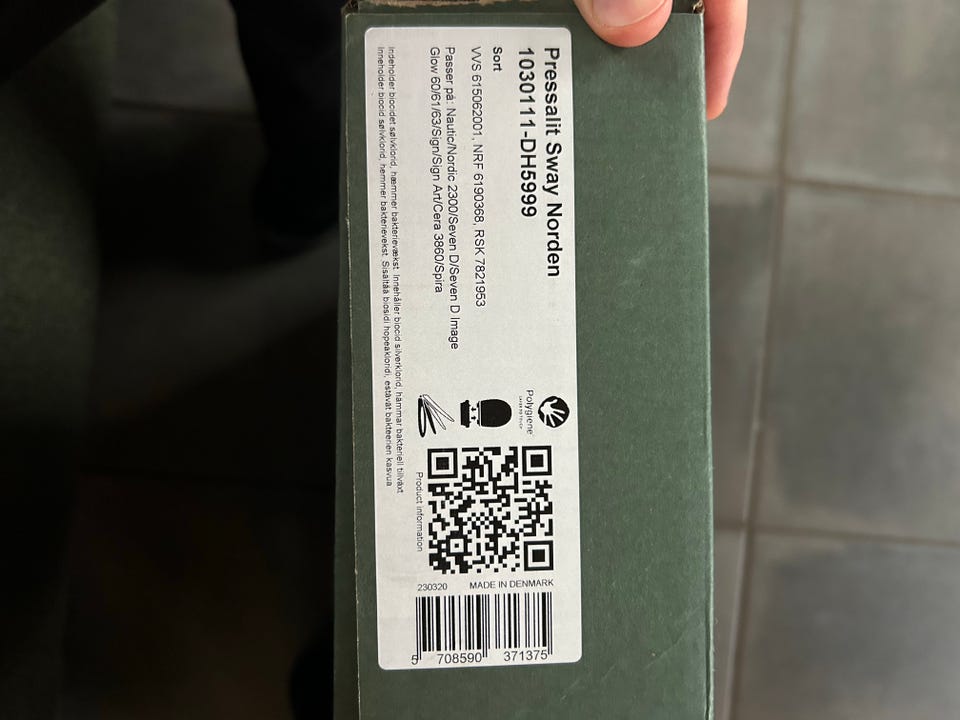 Pressalit Sway Norden
1030111-DH5999
Sort
VVS 615062001, NRF 6190368, RSK 7821953
Passer på: Nautic/Nordic 2300/Seven D/Seven D Image
Glow 60/61/63/Sign/Sign Art/Cera 3860/Spira
Indeholder biocidet sølvklorid, hæmmer bakterievækst. Innehåller biocid silverklorid, hämmar bakteriell tillväxt
Inneholder biocid sølvklorid, hemmer bakterievekst. Sisältää biosidi hopeakloridi, estävät bakteerien kasvua
Polygiene
Product information
230320 MADE IN DENMARK
5 708590 371375